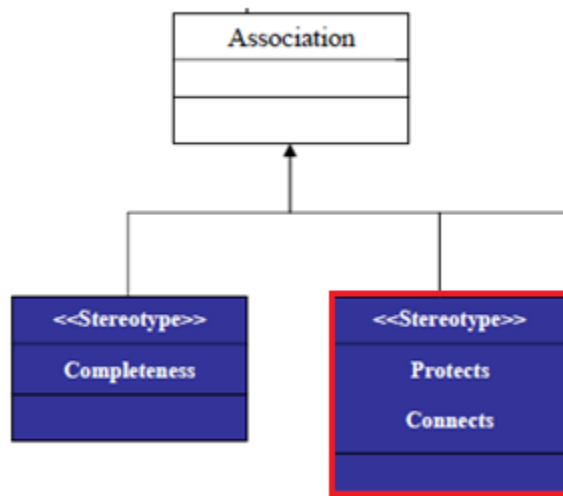 Association
<<Stereotype>>
Completeness
<<Stereotype>>
Protects
Connects